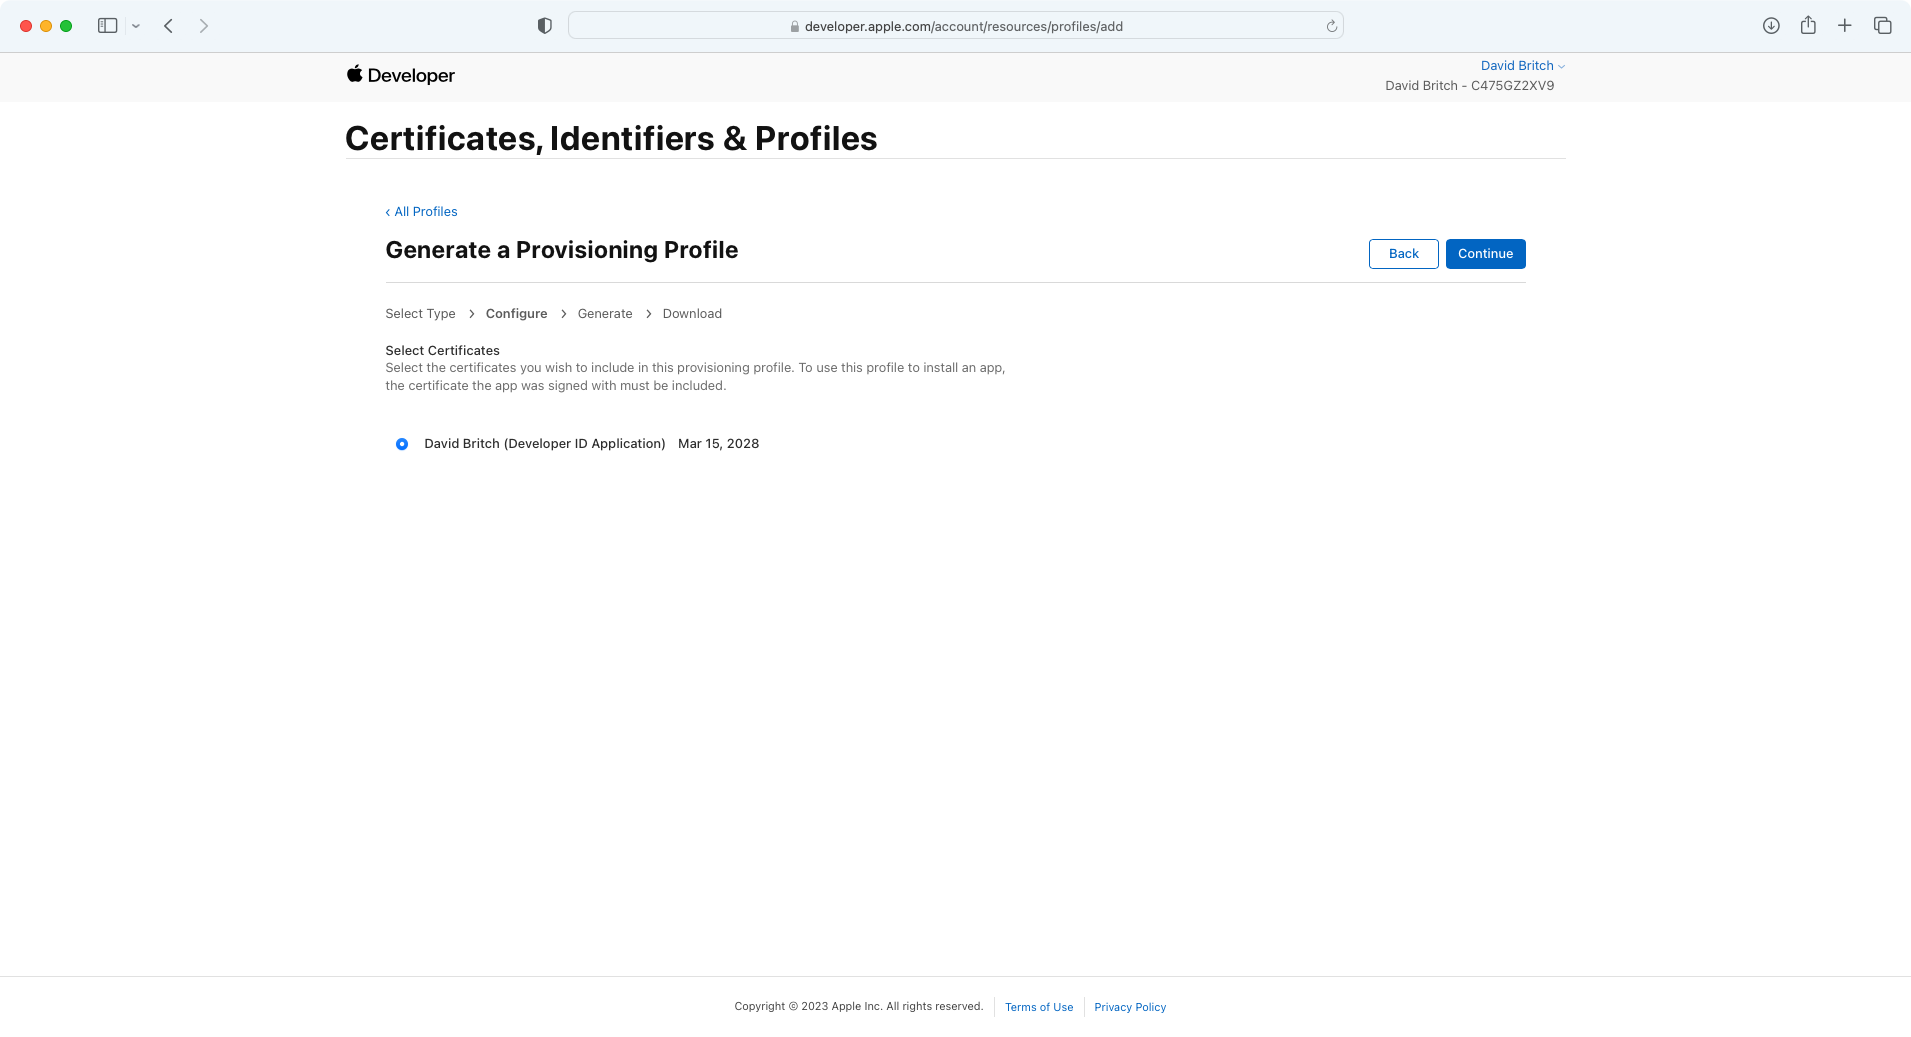 developer.apple.com/account/resources/profiles/add
Developer
David Britch
David Britch - C475GZ2XV9
Certificates, Identifiers & Profiles
‹ All Profiles
Generate a Provisioning Profile
Back
Continue
Select Type > Configure > Generate > Download
Select Certificates
Select the certificates you wish to include in this provisioning profile. To use this profile to install an app,
the certificate the app was signed with must be included.
David Britch (Developer ID Application) Mar 15, 2028
Copyright © 2023 Apple Inc. All rights reserved. Terms of Use Privacy Policy